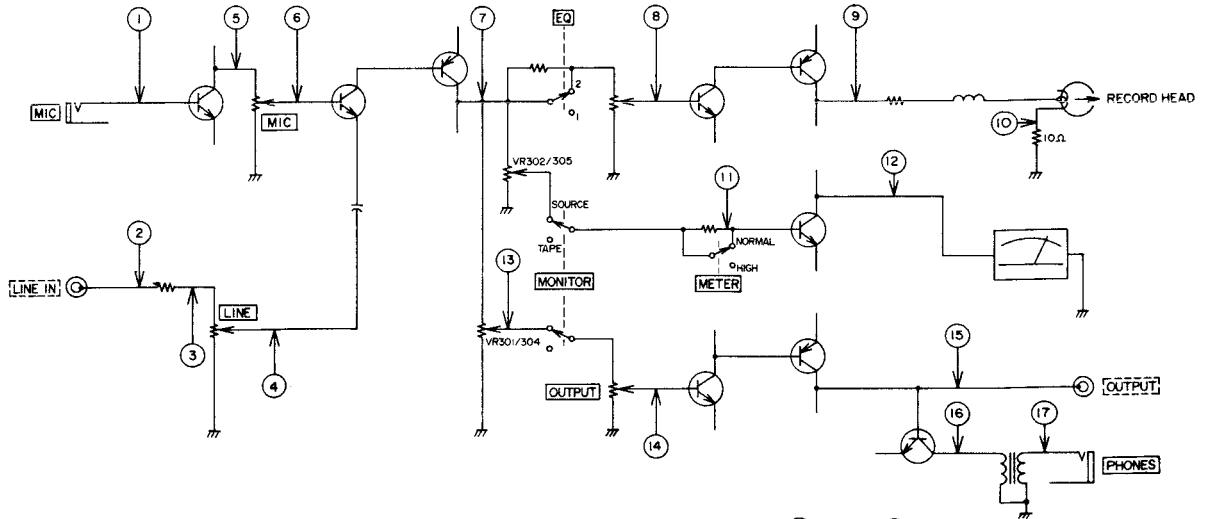 1
5
6
7
EQ
8
9
2
1
MIC
MIC
RECORD HEAD
10
10Ω
VR302/305
11
12
SOURCE
TAPE
NORMAL
HIGH
2
13
MONITOR
METER
LINE IN
LINE
3
4
VR301/304
15
OUTPUT
OUTPUT
14
16
17
PHONES